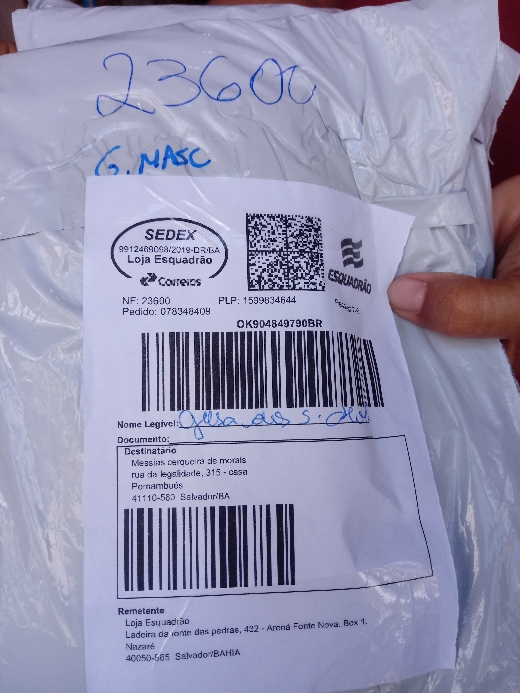 23600
G. MASC
SEDEX
9912469098/2019-DR/BA
Loja Esquadrão
Correios
ESQUADRÃO
NF: 23600 PLP: 1599834644
Pedido: 078348409
OK904849790BR
Nome Legível:
Documento:
Destinatário
Messias cerqueira de morais
rua da legalidade, 315 - casa
Pernambués
41110-580 Salvador/BA
Remetente
Loja Esquadrão
Ladeira da fonte das pedras, 432 - Arena Fonte Nova. Box 1.
Nazaré
40050-565 Salvador/BAHIA